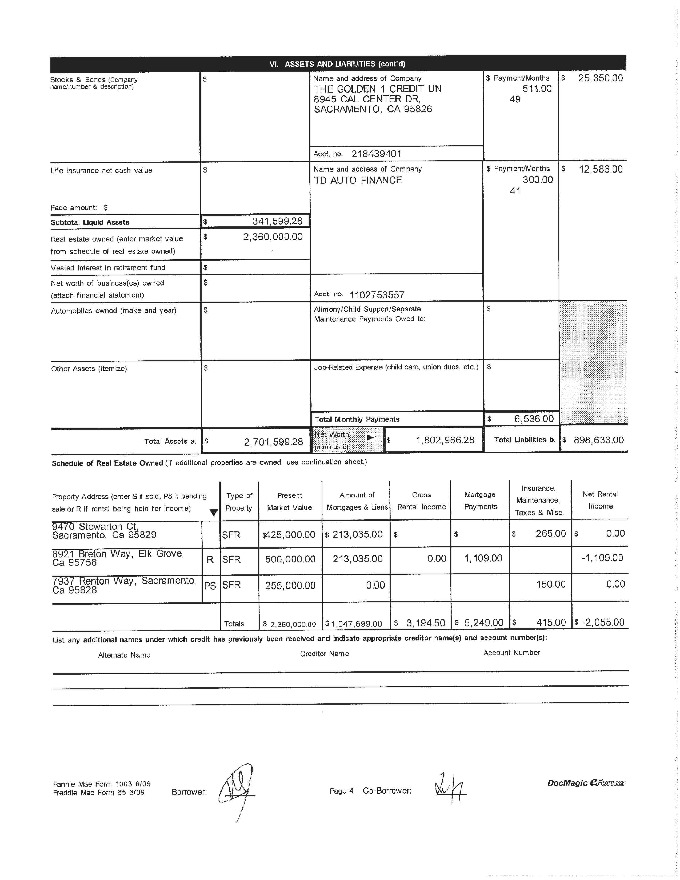 VI. ASSETS AND LIABILITIES (cont'd)
Stocks & Bonds (Company name/number & description)
$
Name and address of Company
THE GOLDEN 1 CREDIT UN
8945 CAL CENTER DR,
SACRAMENTO, CA 95826
Acct. no. 218439401
$ Payment/Months
511.00
49
$ 25,350.00
Life insurance net cash value
$
Face amount: $
Name and address of Company
TD AUTO FINANCE
$ Payment/Months
300.00
41
$ 12,583.00
Subtotal Liquid Assets $ 341,599.28
Real estate owned (enter market value from schedule of real estate owned) $ 2,360,000.00
Vested interest in retirement fund $
Net worth of business(es) owned (attach financial statement) $
Acct. no. 1102753557
Automobiles owned (make and year) $
Alimony/Child Support/Separate Maintenance Payments Owed to: $
Other Assets (itemize) $
Job-Related Expense (child care, union dues, etc.) $
Total Monthly Payments $ 6,536.00
Total Assets a. $ 2,701,599.28
Net Worth $ 1,802,966.28
Total Liabilities b. $ 898,633.00
Schedule of Real Estate Owned (If additional properties are owned, use continuation sheet.)
Property Address (enter S if sold, PS if pending sale or R if rental being held for income)
Type of Property
Present Market Value
Amount of Mortgages & Liens
Gross Rental Income
Mortgage Payments
Insurance, Maintenance, Taxes & Misc.
Net Rental Income
9470 Stewarton Ct,
Sacramento, Ca 95829
SFR $425,000.00 $ 213,035.00 $ $ $ 265.00 $ 0.00
8921 Breton Way, Elk Grove
Ca 95758
R SFR 500,000.00 213,035.00 0.00 1,109.00 -1,109.00
7937 Renton Way, Sacramento
Ca 95828
PS SFR 255,000.00 0.00 150.00 0.00
Totals $ 2,360,000.00 $ 1,047,699.00 $ 3,194.50 $ 5,249.00 $ 415.00 $ -2,055.00
List any additional names under which credit has previously been received and indicate appropriate creditor name(s) and account number(s):
Alternate Name
Creditor Name
Account Number
Fannie Mae Form 1003 6/09
Freddie Mac Form 65 6/09
Borrower:
Page 4
Co-Borrower:
DocMagic